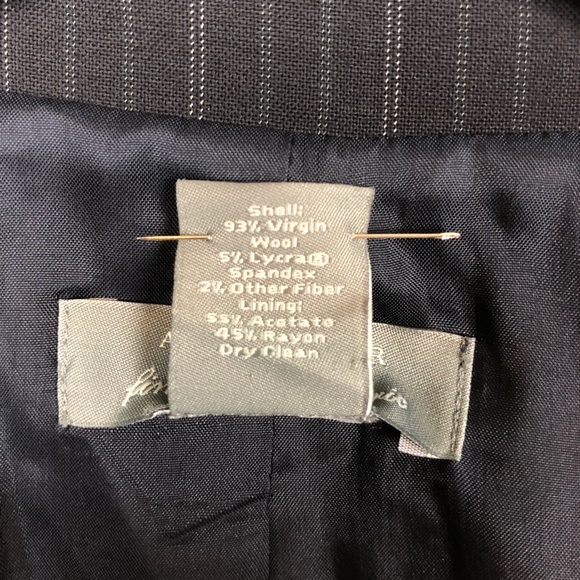 Shell:
93% Virgin
Wool
5% Lycra®
Spandex
2% Other Fiber
Lining:
55% Acetate
45% Rayon
Dry Clean